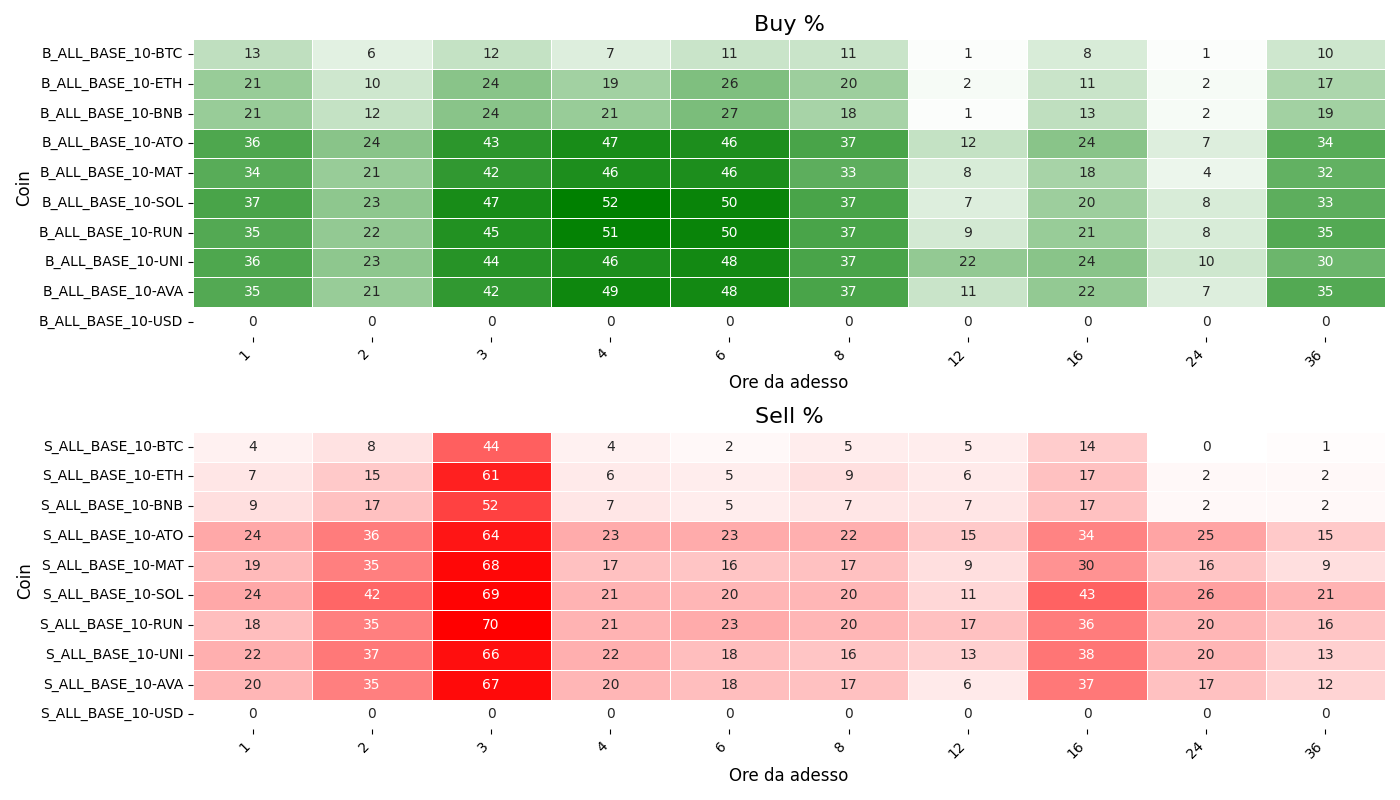 Buy %
Coin
B_ALL_BASE_10-BTC 13 6 12 7 11 11 1 8 1 10
B_ALL_BASE_10-ETH 21 10 24 19 26 20 2 11 2 17
B_ALL_BASE_10-BNB 21 12 24 21 27 18 1 13 2 19
B_ALL_BASE_10-ATO 36 24 43 47 46 37 12 24 7 34
B_ALL_BASE_10-MAT 34 21 42 46 46 33 8 18 4 32
B_ALL_BASE_10-SOL 37 23 47 52 50 37 7 20 8 33
B_ALL_BASE_10-RUN 35 22 45 51 50 37 9 21 8 35
B_ALL_BASE_10-UNI 36 23 44 46 48 37 22 24 10 30
B_ALL_BASE_10-AVA 35 21 42 49 48 37 11 22 7 35
B_ALL_BASE_10-USD 0 0 0 0 0 0 0 0 0 0
1 2 3 4 6 8 12 16 24 36
Ore da adesso
Sell %
Coin
S_ALL_BASE_10-BTC 4 8 44 4 2 5 5 14 0 1
S_ALL_BASE_10-ETH 7 15 61 6 5 9 6 17 2 2
S_ALL_BASE_10-BNB 9 17 52 7 5 7 7 17 2 2
S_ALL_BASE_10-ATO 24 36 64 23 23 22 15 34 25 15
S_ALL_BASE_10-MAT 19 35 68 17 16 17 9 30 16 9
S_ALL_BASE_10-SOL 24 42 69 21 20 20 11 43 26 21
S_ALL_BASE_10-RUN 18 35 70 21 23 20 17 36 20 16
S_ALL_BASE_10-UNI 22 37 66 22 18 16 13 38 20 13
S_ALL_BASE_10-AVA 20 35 67 20 18 17 6 37 17 12
S_ALL_BASE_10-USD 0 0 0 0 0 0 0 0 0 0
1 2 3 4 6 8 12 16 24 36
Ore da adesso